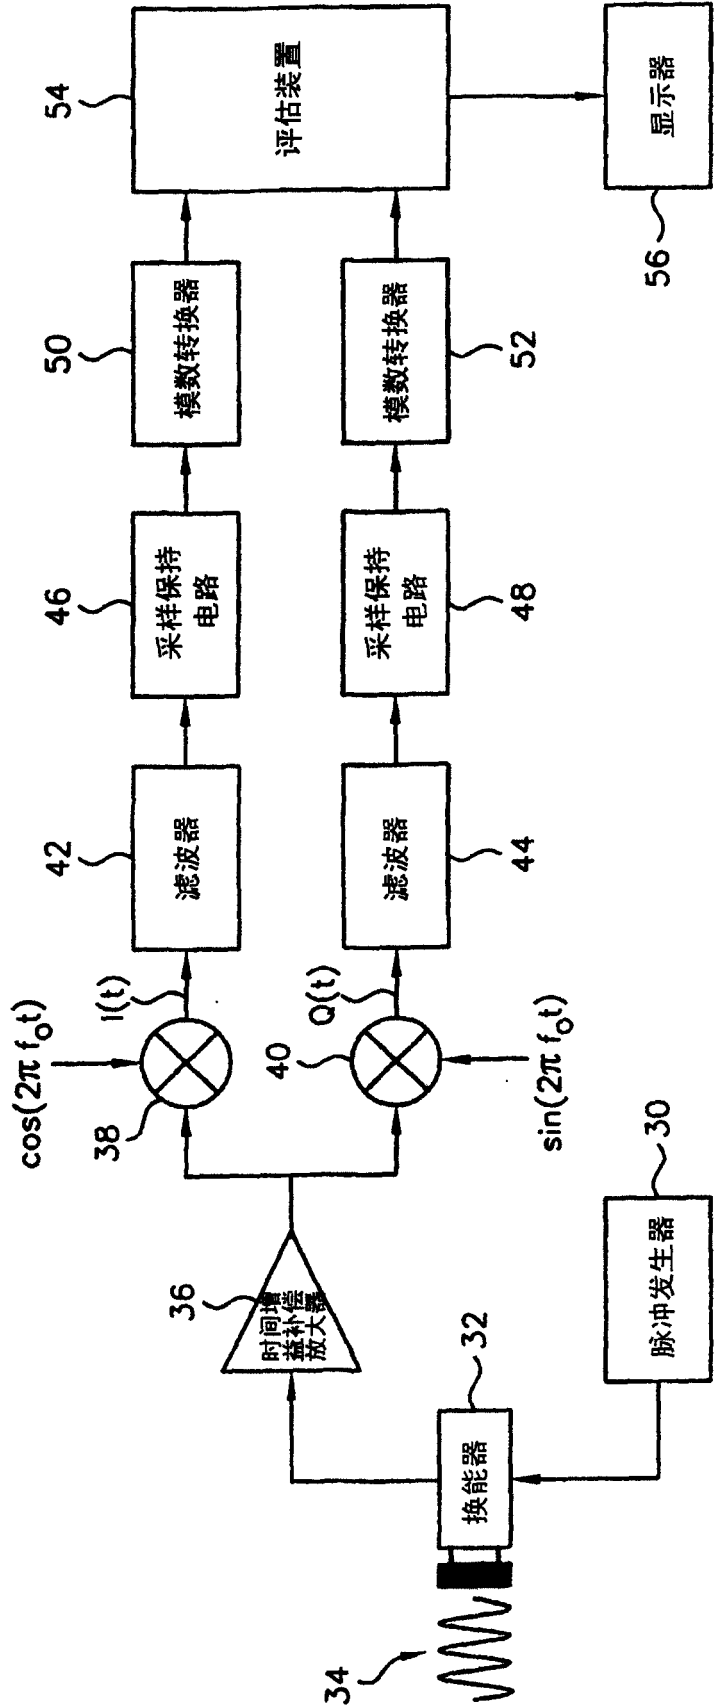 34
换能器
32
脉冲发生器
30
时间增
益补偿
放大器
36
cos(2π f₀t)
38
I(t)
40
Q(t)
sin(2π f₀t)
42
滤波器
滤波器
44
46
采样保持
电路
采样保持
电路
48
50
模数转换器
模数转换器
52
54
评估装置
显示器
56